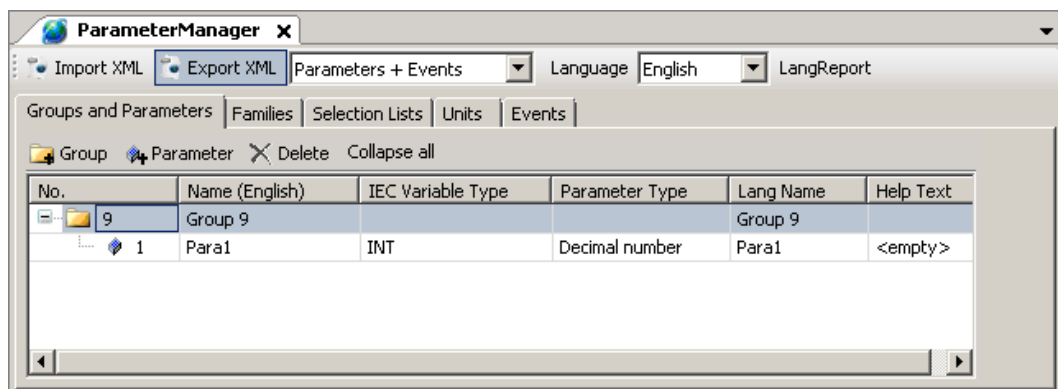 ParameterManager X
Import XML Export XML Parameters + Events Language English LangReport
Groups and Parameters Families Selection Lists Units Events
Group Parameter Delete Collapse all
No. Name (English) IEC Variable Type Parameter Type Lang Name Help Text
9 Group 9 Group 9
1 Para1 INT Decimal number Para1 <empty>